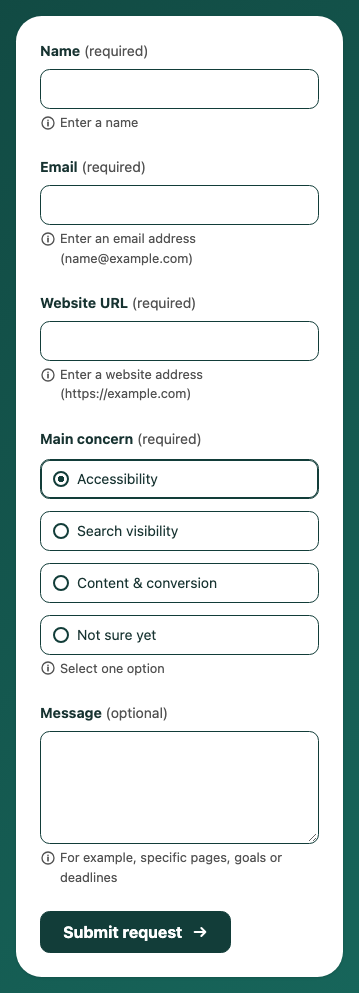 Name (required)
Enter a name
Email (required)
Enter an email address
(name@example.com)
Website URL (required)
Enter a website address
(https://example.com)
Main concern (required)
Accessibility
Search visibility
Content & conversion
Not sure yet
Select one option
Message (optional)
For example, specific pages, goals or
deadlines
Submit request →